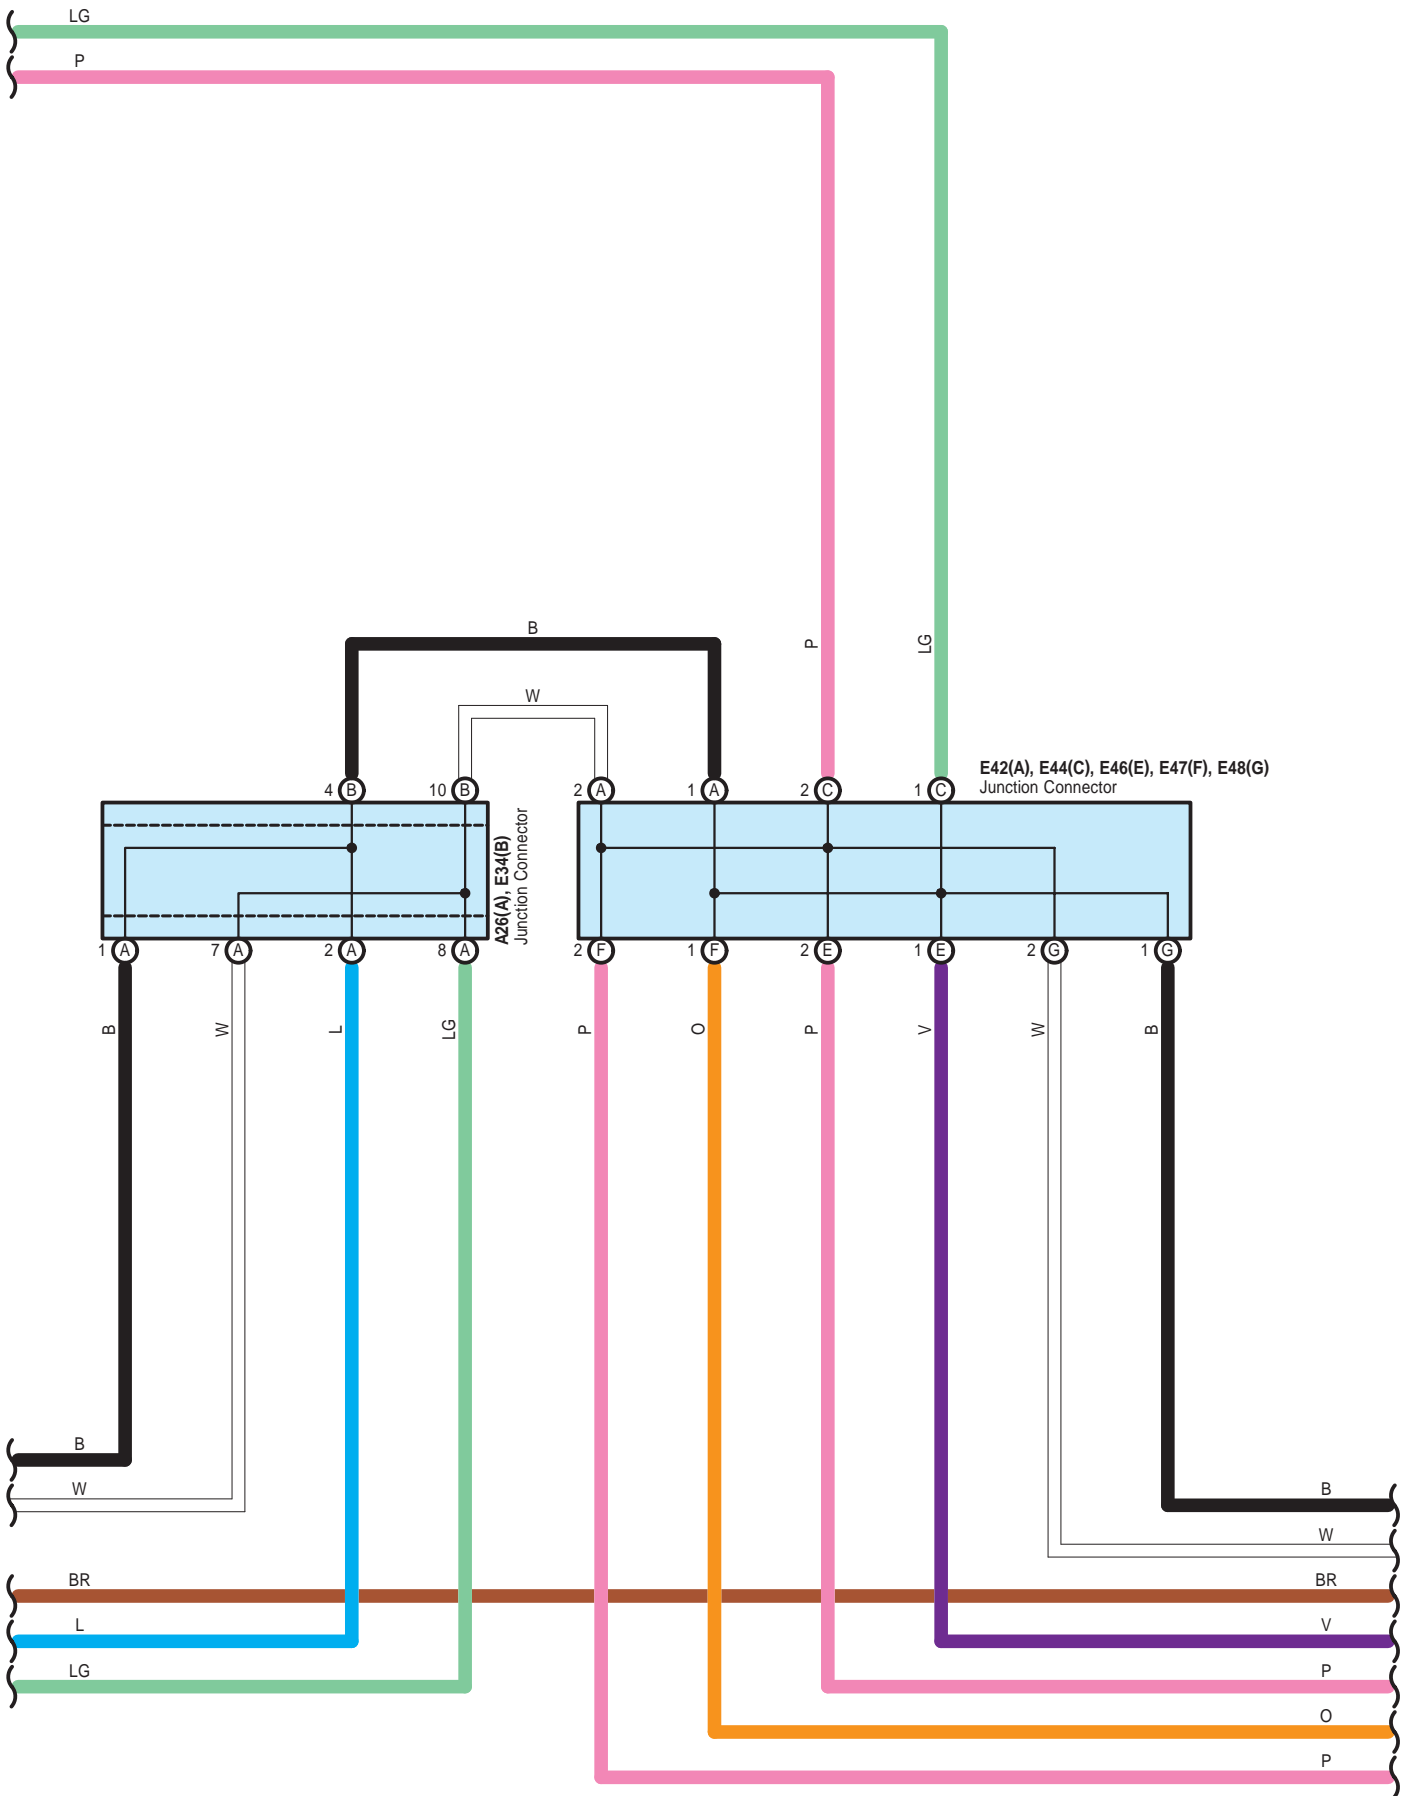 LG
P
B
P
LG
W
E42(A), E44(C), E46(E), E47(F), E48(G)
Junction Connector
4 B 10 B 2 A 1 A 2 C 1 C
A26(A), E34(B)
Junction Connector
1 A 7 A 2 A 8 A 2 F 1 F 2 E 1 E 2 G 1 G
B W L LG P O P V W B
B
W B
W
BR BR
L V
LG P
O
P